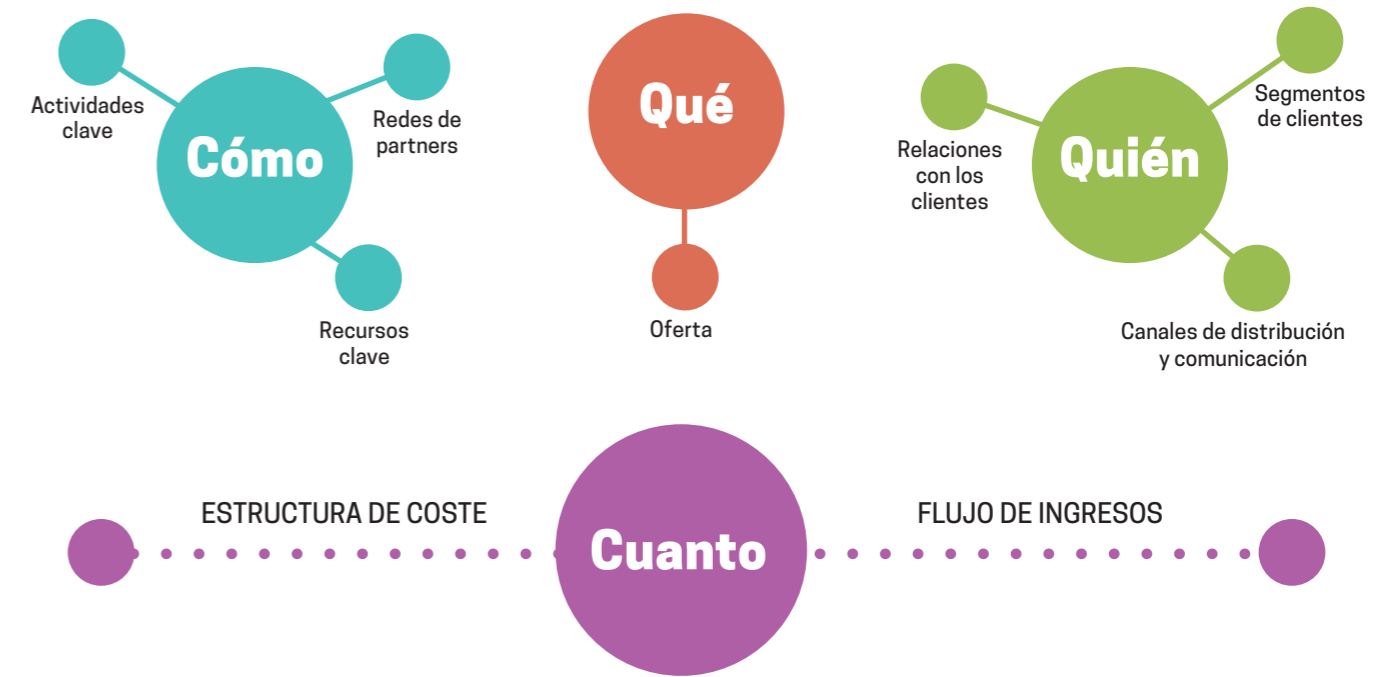 Cómo
Actividades
clave
Redes de
partners
Recursos
clave
Qué
Oferta
Quién
Relaciones
con los
clientes
Segmentos
de clientes
Canales de distribución
y comunicación
ESTRUCTURA DE COSTE
Cuanto
FLUJO DE INGRESOS